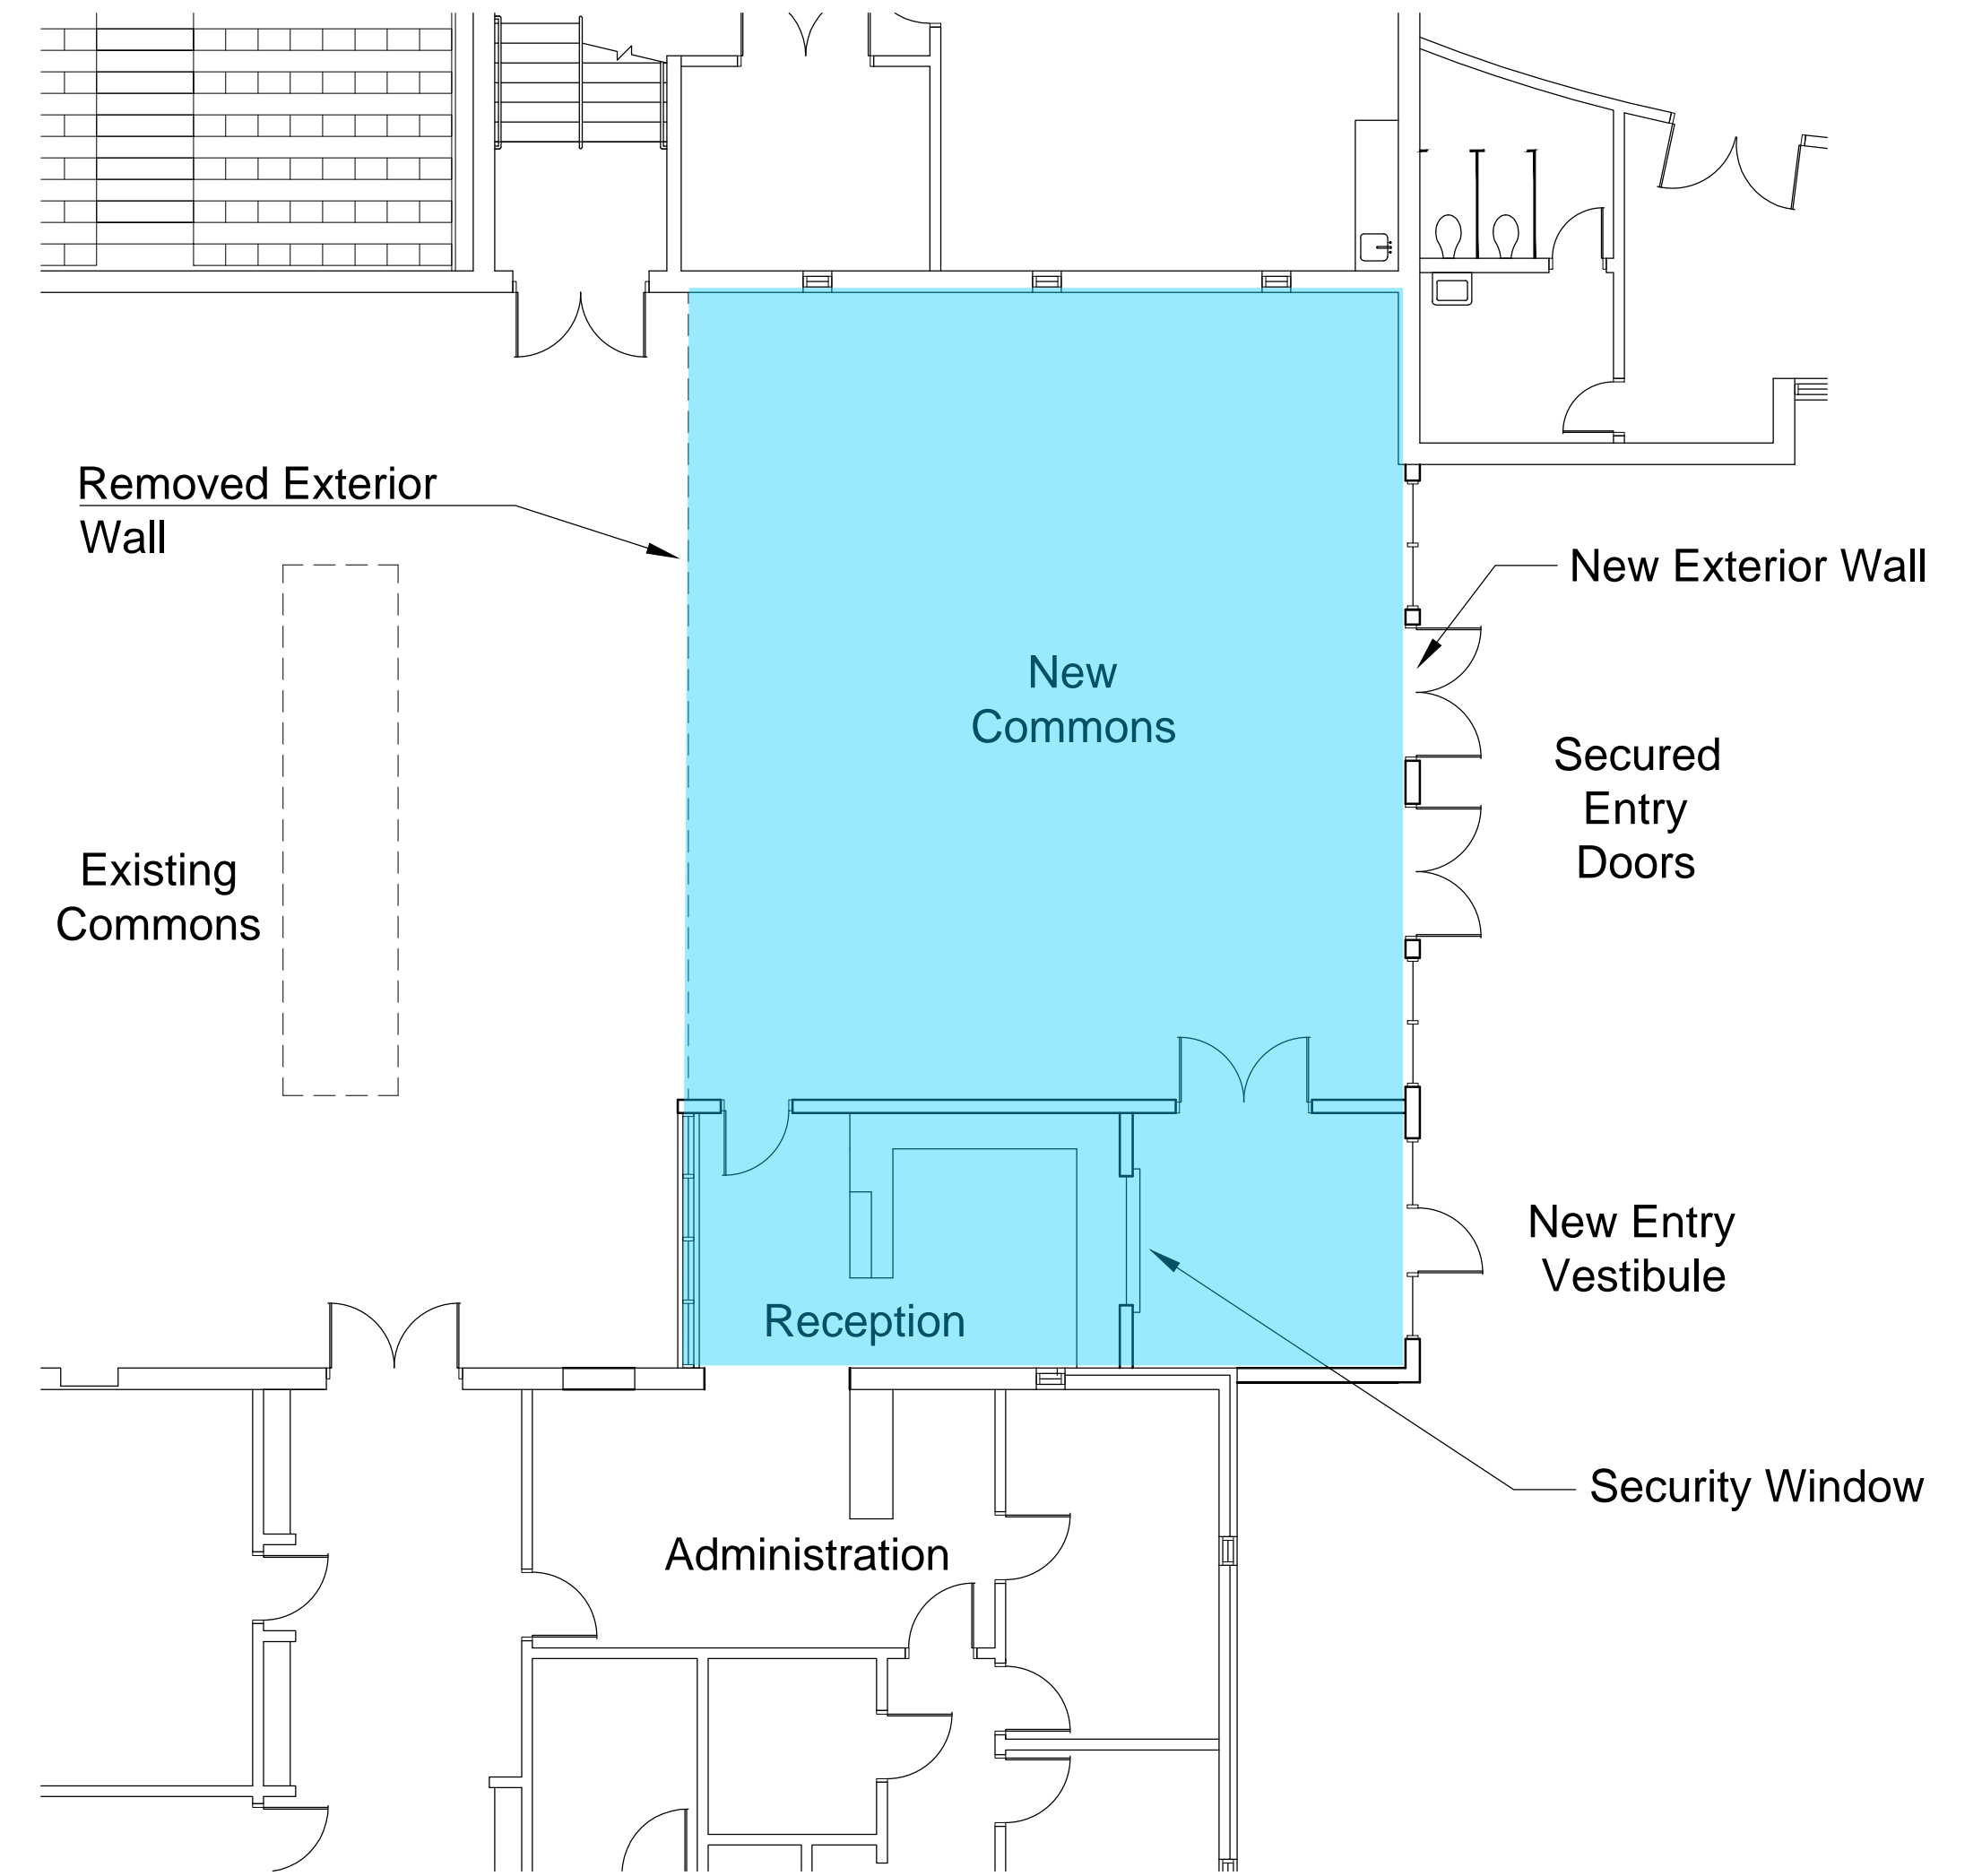 Removed Exterior
Wall
New Exterior Wall
New
Commons
Secured
Entry
Doors
Existing
Commons
New Entry
Vestibule
Reception
Security Window
Administration